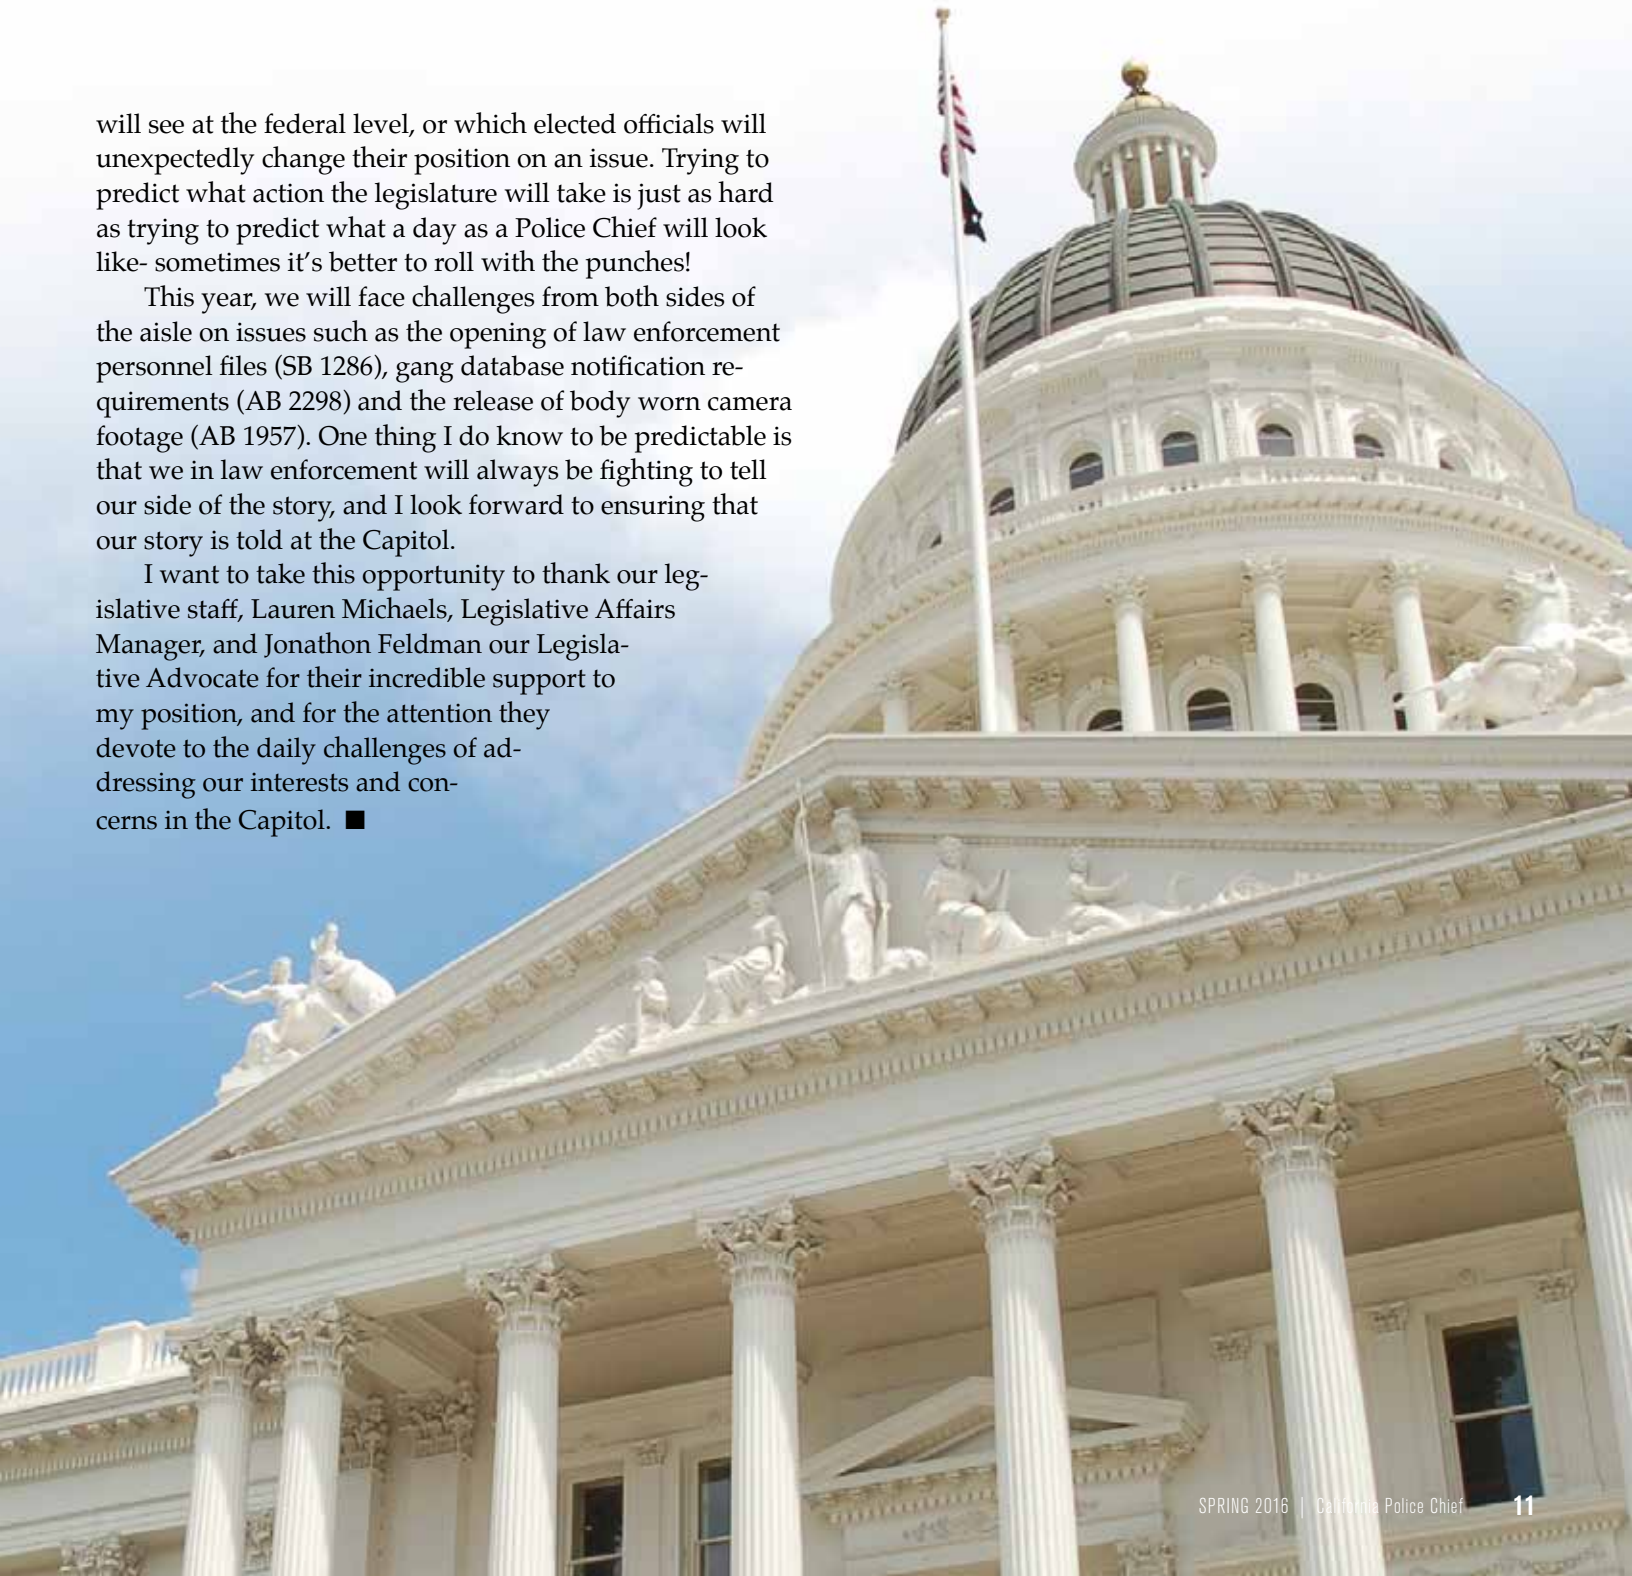 will see at the federal level, or which elected officials will
unexpectedly change their position on an issue. Trying to
predict what action the legislature will take is just as hard
as trying to predict what a day as a Police Chief will look
like- sometimes it’s better to roll with the punches!
This year, we will face challenges from both sides of
the aisle on issues such as the opening of law enforcement
personnel files (SB 1286), gang database notification re-
quirements (AB 2298) and the release of body worn camera
footage (AB 1957). One thing I do know to be predictable is
that we in law enforcement will always be fighting to tell
our side of the story, and I look forward to ensuring that
our story is told at the Capitol.
I want to take this opportunity to thank our leg-
islative staff, Lauren Michaels, Legislative Affairs
Manager, and Jonathon Feldman our Legisla-
tive Advocate for their incredible support to
my position, and for the attention they
devote to the daily challenges of ad-
dressing our interests and con-
cerns in the Capitol. ■
SPRING 2016 | California Police Chief 11